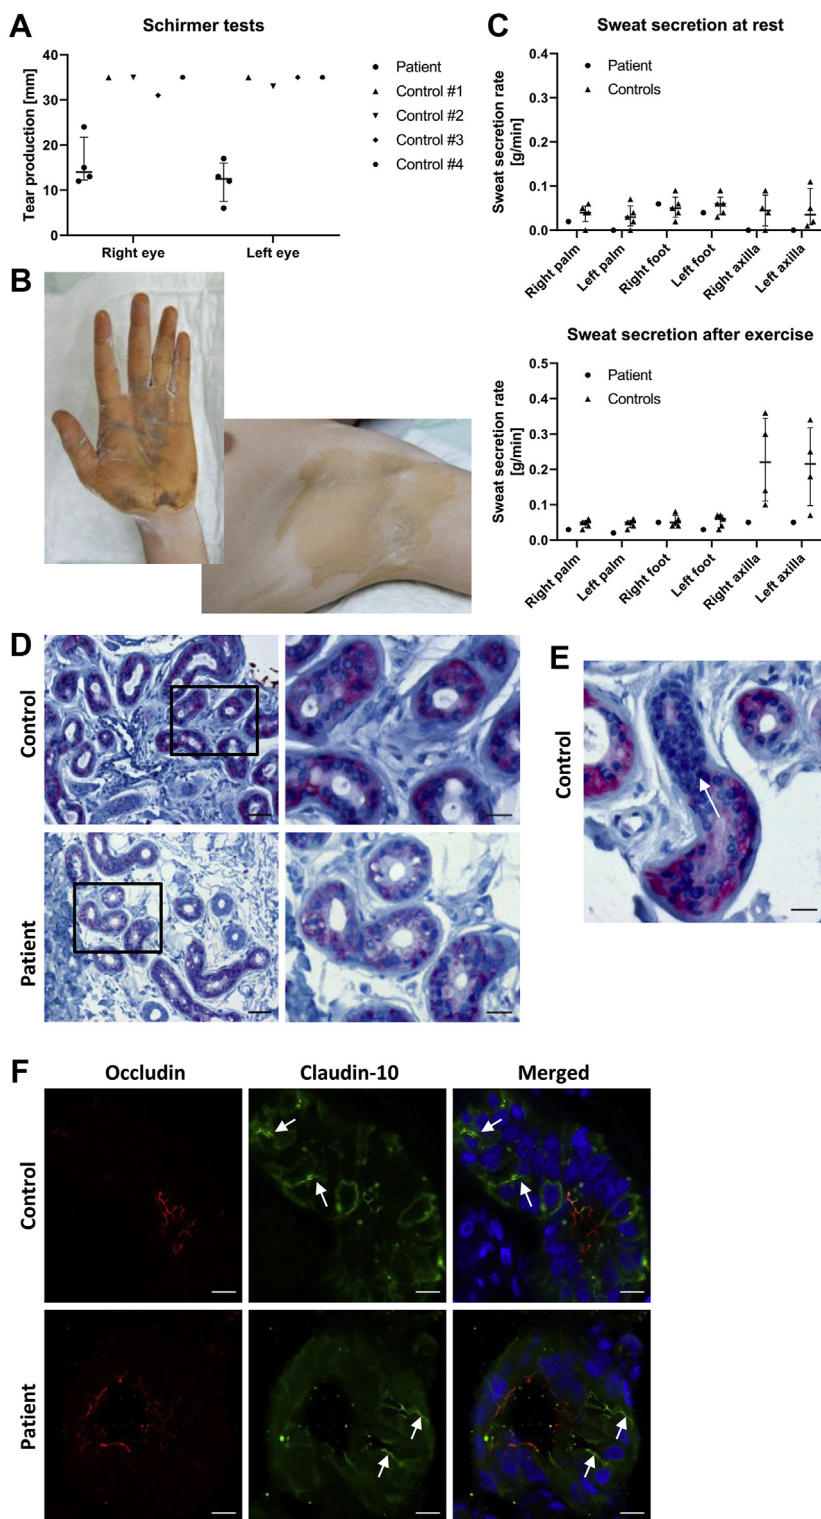 A
Schirmer tests
Tear production [mm]
40
30
20
10
0
Right eye
Left eye
Patient
Control #1
Control #2
Control #3
Control #4
B
C
Sweat secretion at rest
Sweat secretion rate
[g/min]
0.4
0.3
0.2
0.1
0.0
Patient
Controls
Right palm
Left palm
Right foot
Left foot
Right axilla
Left axilla
Sweat secretion after exercise
Sweat secretion rate
[g/min]
0.5
0.4
0.3
0.2
0.1
0.0
Patient
Controls
Right palm
Left palm
Right foot
Left foot
Right axilla
Left axilla
D
Control
Patient
E
Control
F
Occludin
Claudin-10
Merged
Control
Patient